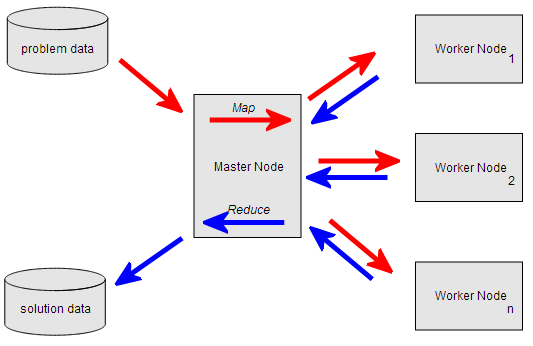 problem data
Map
Master Node
Reduce
solution data
Worker Node
1
Worker Node
2
Worker Node
n